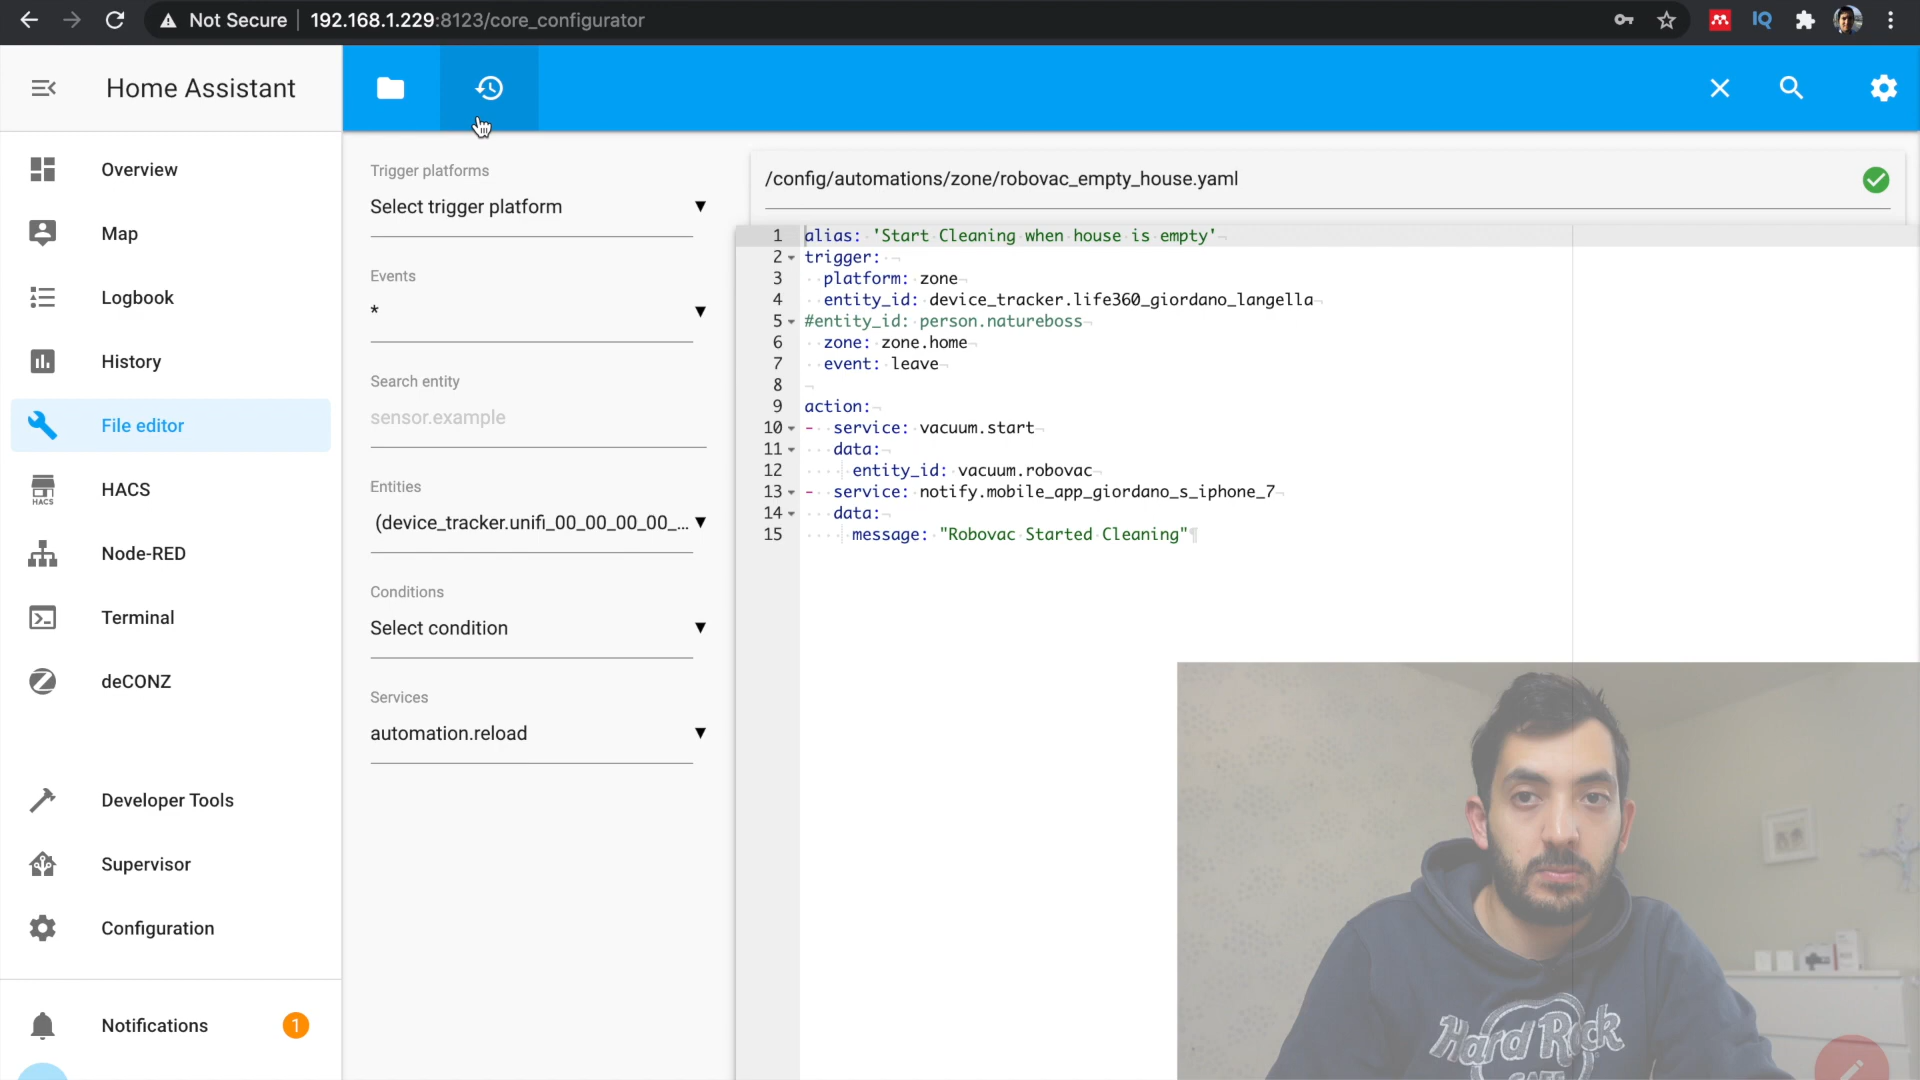 Not Secure
192.168.1.229:8123/core_configurator
IQ
Home Assistant
Overview
Map
Logbook
History
File editor
HACS
HACS
Node-RED
Terminal
deCONZ
Developer Tools
Supervisor
Configuration
Notifications
1
Trigger platforms
Select trigger platform
Events
*
Search entity
sensor.example
Entities
(device_tracker.unifi_00_00_00_00_...
Conditions
Select condition
Services
automation.reload
/config/automations/zone/robovac_empty_house.yaml
1 alias: 'Start Cleaning when house is empty'
2 trigger:
3 platform: zone
4 entity_id: device_tracker.life360_giordano_langella
5 #entity_id: person.natureboss
6 zone: zone.home
7 event: leave
8
9 action:
10 - service: vacuum.start
11 data:
12 entity_id: vacuum.robovac
13 - service: notify.mobile_app_giordano_s_iphone_7
14 data:
15 message: "Robovac Started Cleaning"
Hard Rock
CAFE